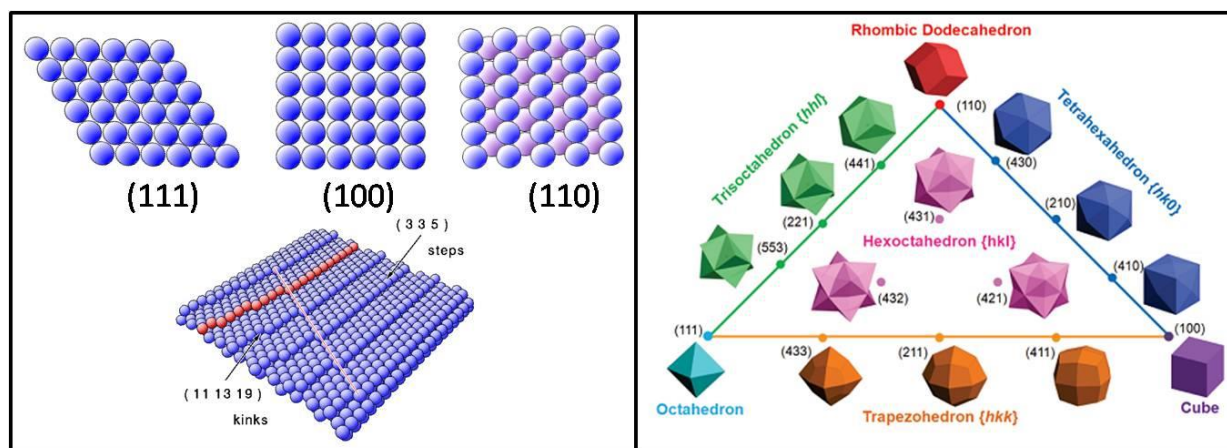 (111)
(100)
(110)
( 3 3 5 )
steps
( 11 13 19 )
kinks
Rhombic Dodecahedron
(110)
Trisoctahedron {hhl}
Tetrahexahedron {hk0}
(441)
(430)
(221)
(431)
(210)
Hexoctahedron {hkl}
(553)
(410)
(432)
(421)
(111)
(100)
(433)
(211)
(411)
Octahedron
Trapezohedron {hkk}
Cube